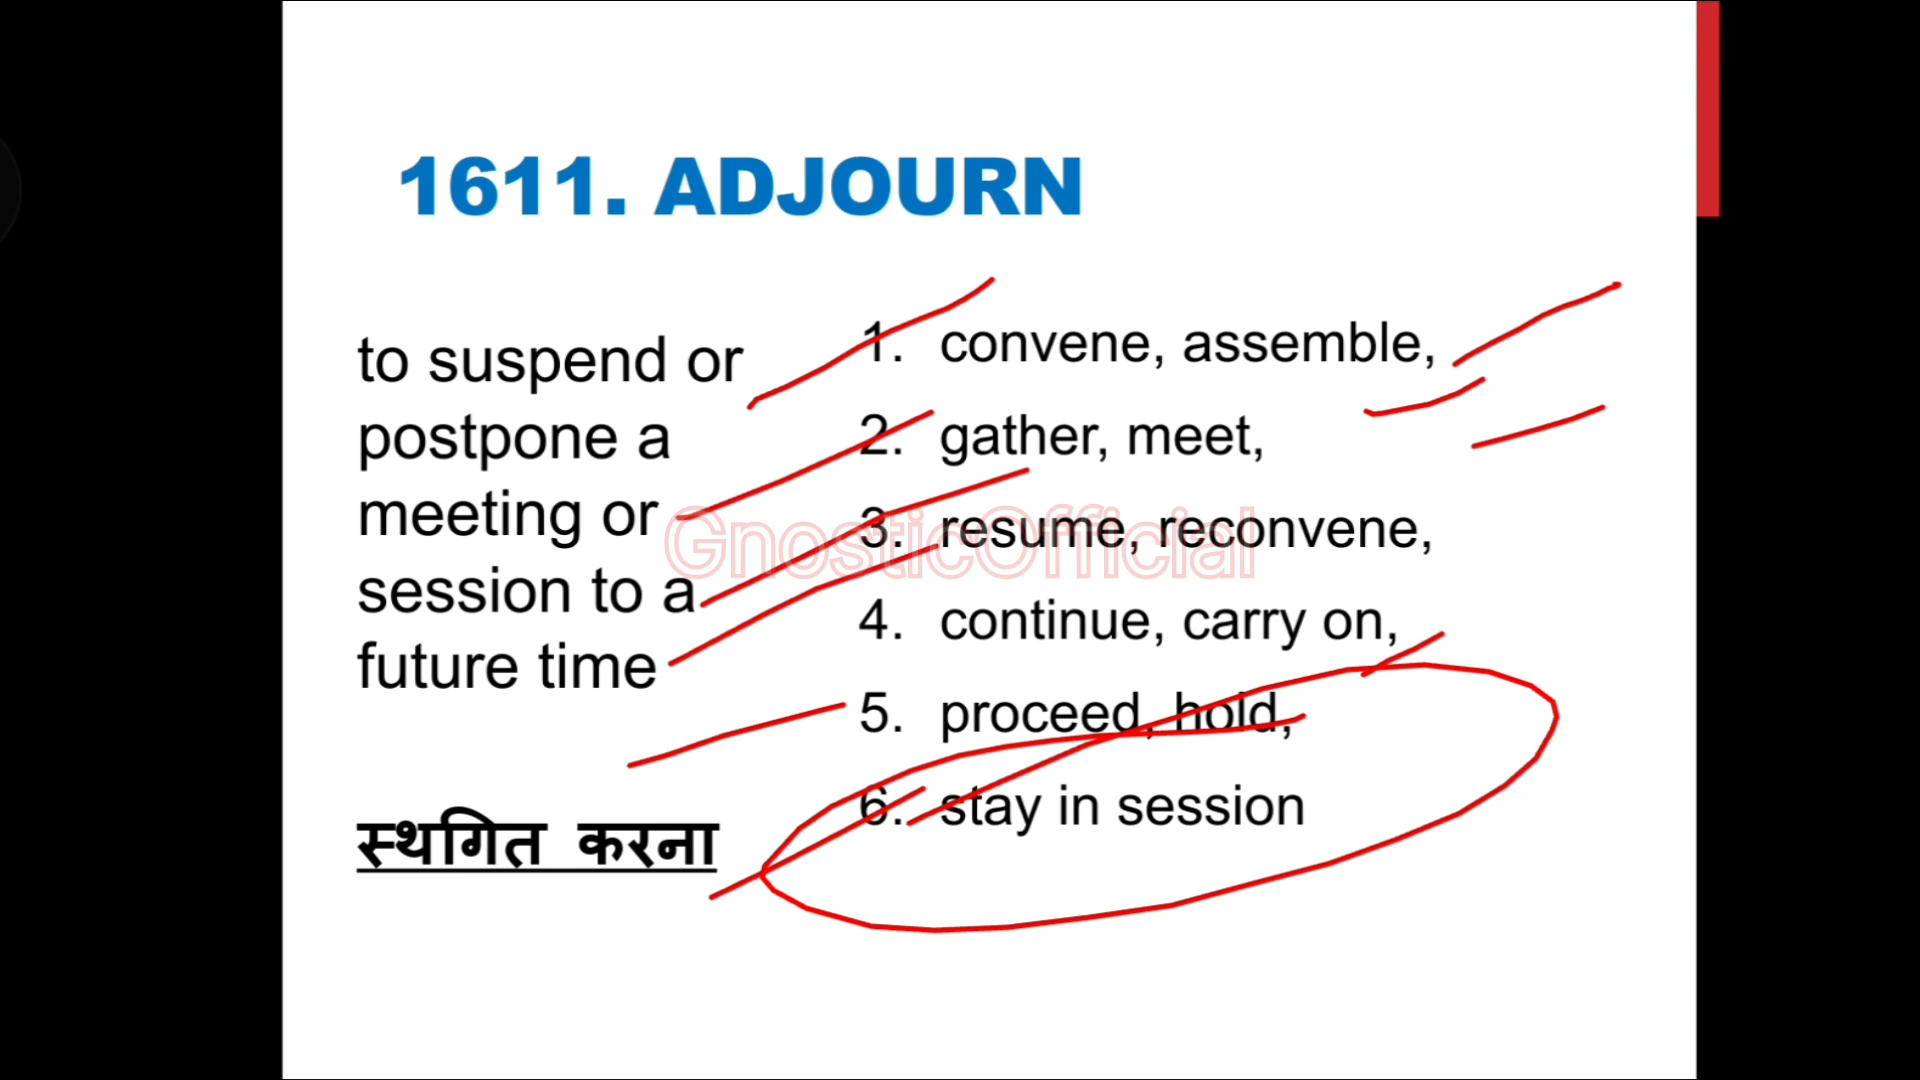 1611. ADJOURN
to suspend or
postpone a
meeting or
session to a
future time
स्थगित करना
1. convene, assemble,
2. gather, meet,
3. resume, reconvene,
4. continue, carry on,
5. proceed, hold,
6. stay in session
GnosticOfficial